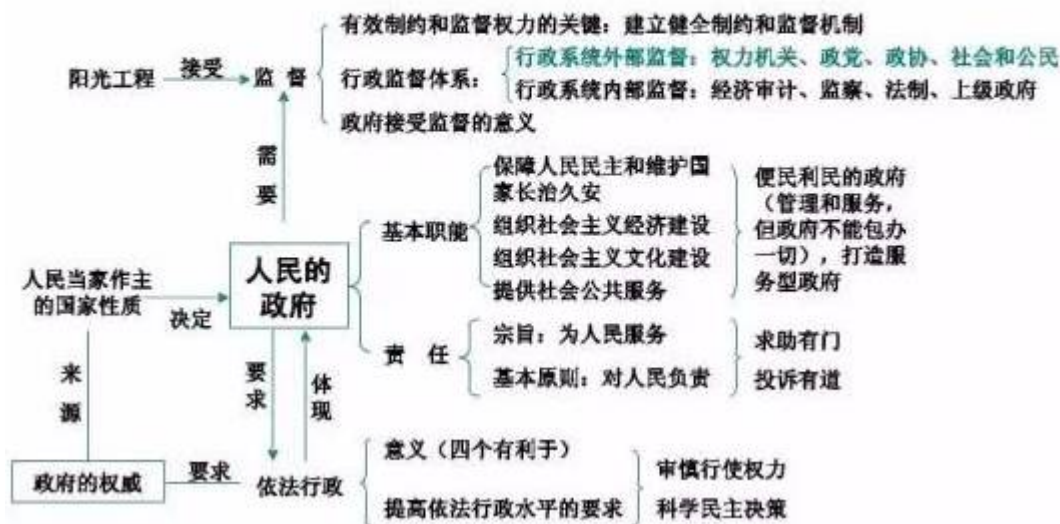 有效制约和监督权力的关键：建立健全制约和监督机制
阳光工程
接受
监 督
行政监督体系：
行政系统外部监督：权力机关、政党、政协、社会和公民
行政系统内部监督：经济审计、监察、法制、上级政府
政府接受监督的意义
需要
人民当家作主
的国家性质
决定
人民的
政府
基本职能
保障人民民主和维护国
家长治久安
组织社会主义经济建设
组织社会主义文化建设
提供社会公共服务
便民利民的政府
（管理和服务，
但政府不能包办
一切），打造服
务型政府
责 任
宗旨：为人民服务
基本原则：对人民负责
求助有门
投诉有道
来源
要求
体现
政府的权威
要求
依法行政
意义（四个有利于）
提高依法行政水平的要求
审慎行使权力
科学民主决策